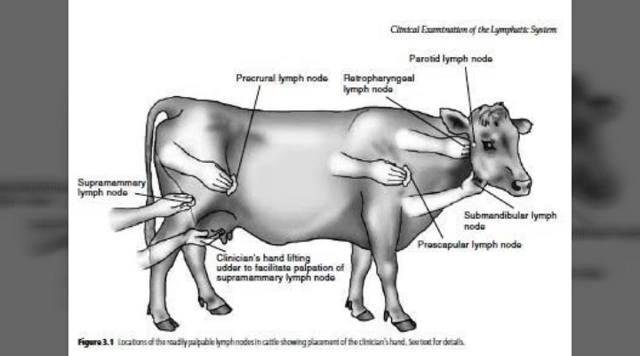 Clinical Examination of the Lymphatic System
Parotid lymph node
Precrural lymph node
Retropharyngeal
lymph node
Supramammary
lymph node
Submandibular lymph
node
Prescapular lymph node
Clinician's hand lifting
udder to facilitate palpation of
supramammary lymph node
Figure 3.1 Locations of the readily palpable lymph nodes in cattle showing placement of the clinician's hand. See text for details.